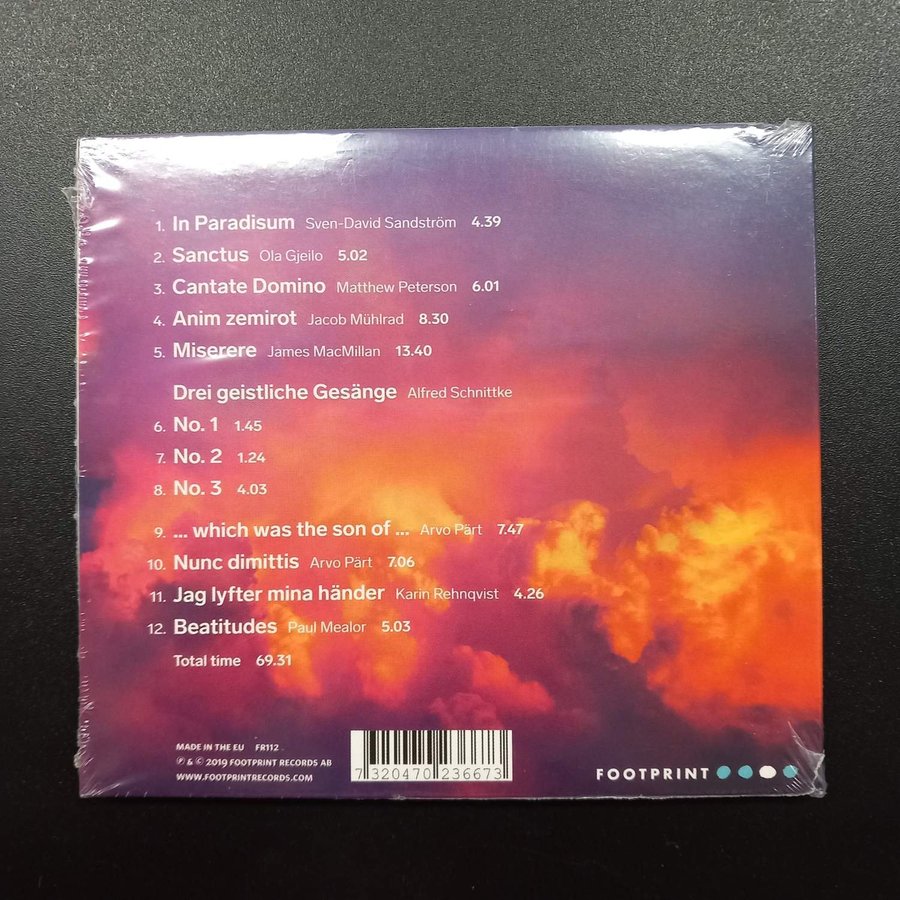 1. In Paradisum Sven-David Sandström 4.39
2. Sanctus Ola Gjeilo 5.02
3. Cantate Domino Matthew Peterson 6.01
4. Anim zemirot Jacob Mühlrad 8.30
5. Miserere James MacMillan 13.40
Drei geistliche Gesänge Alfred Schnittke
6. No. 1 1.45
7. No. 2 1.24
8. No. 3 4.03
9. ... which was the son of ... Arvo Pärt 7.47
10. Nunc dimittis Arvo Pärt 7.06
11. Jag lyfter mina händer Karin Rehnqvist 4.26
12. Beatitudes Paul Mealor 5.03
Total time 69.31
MADE IN THE EU FR112
℗ & © 2019 FOOTPRINT RECORDS AB
WWW.FOOTPRINTRECORDS.COM
7 320470 236673
FOOTPRINT